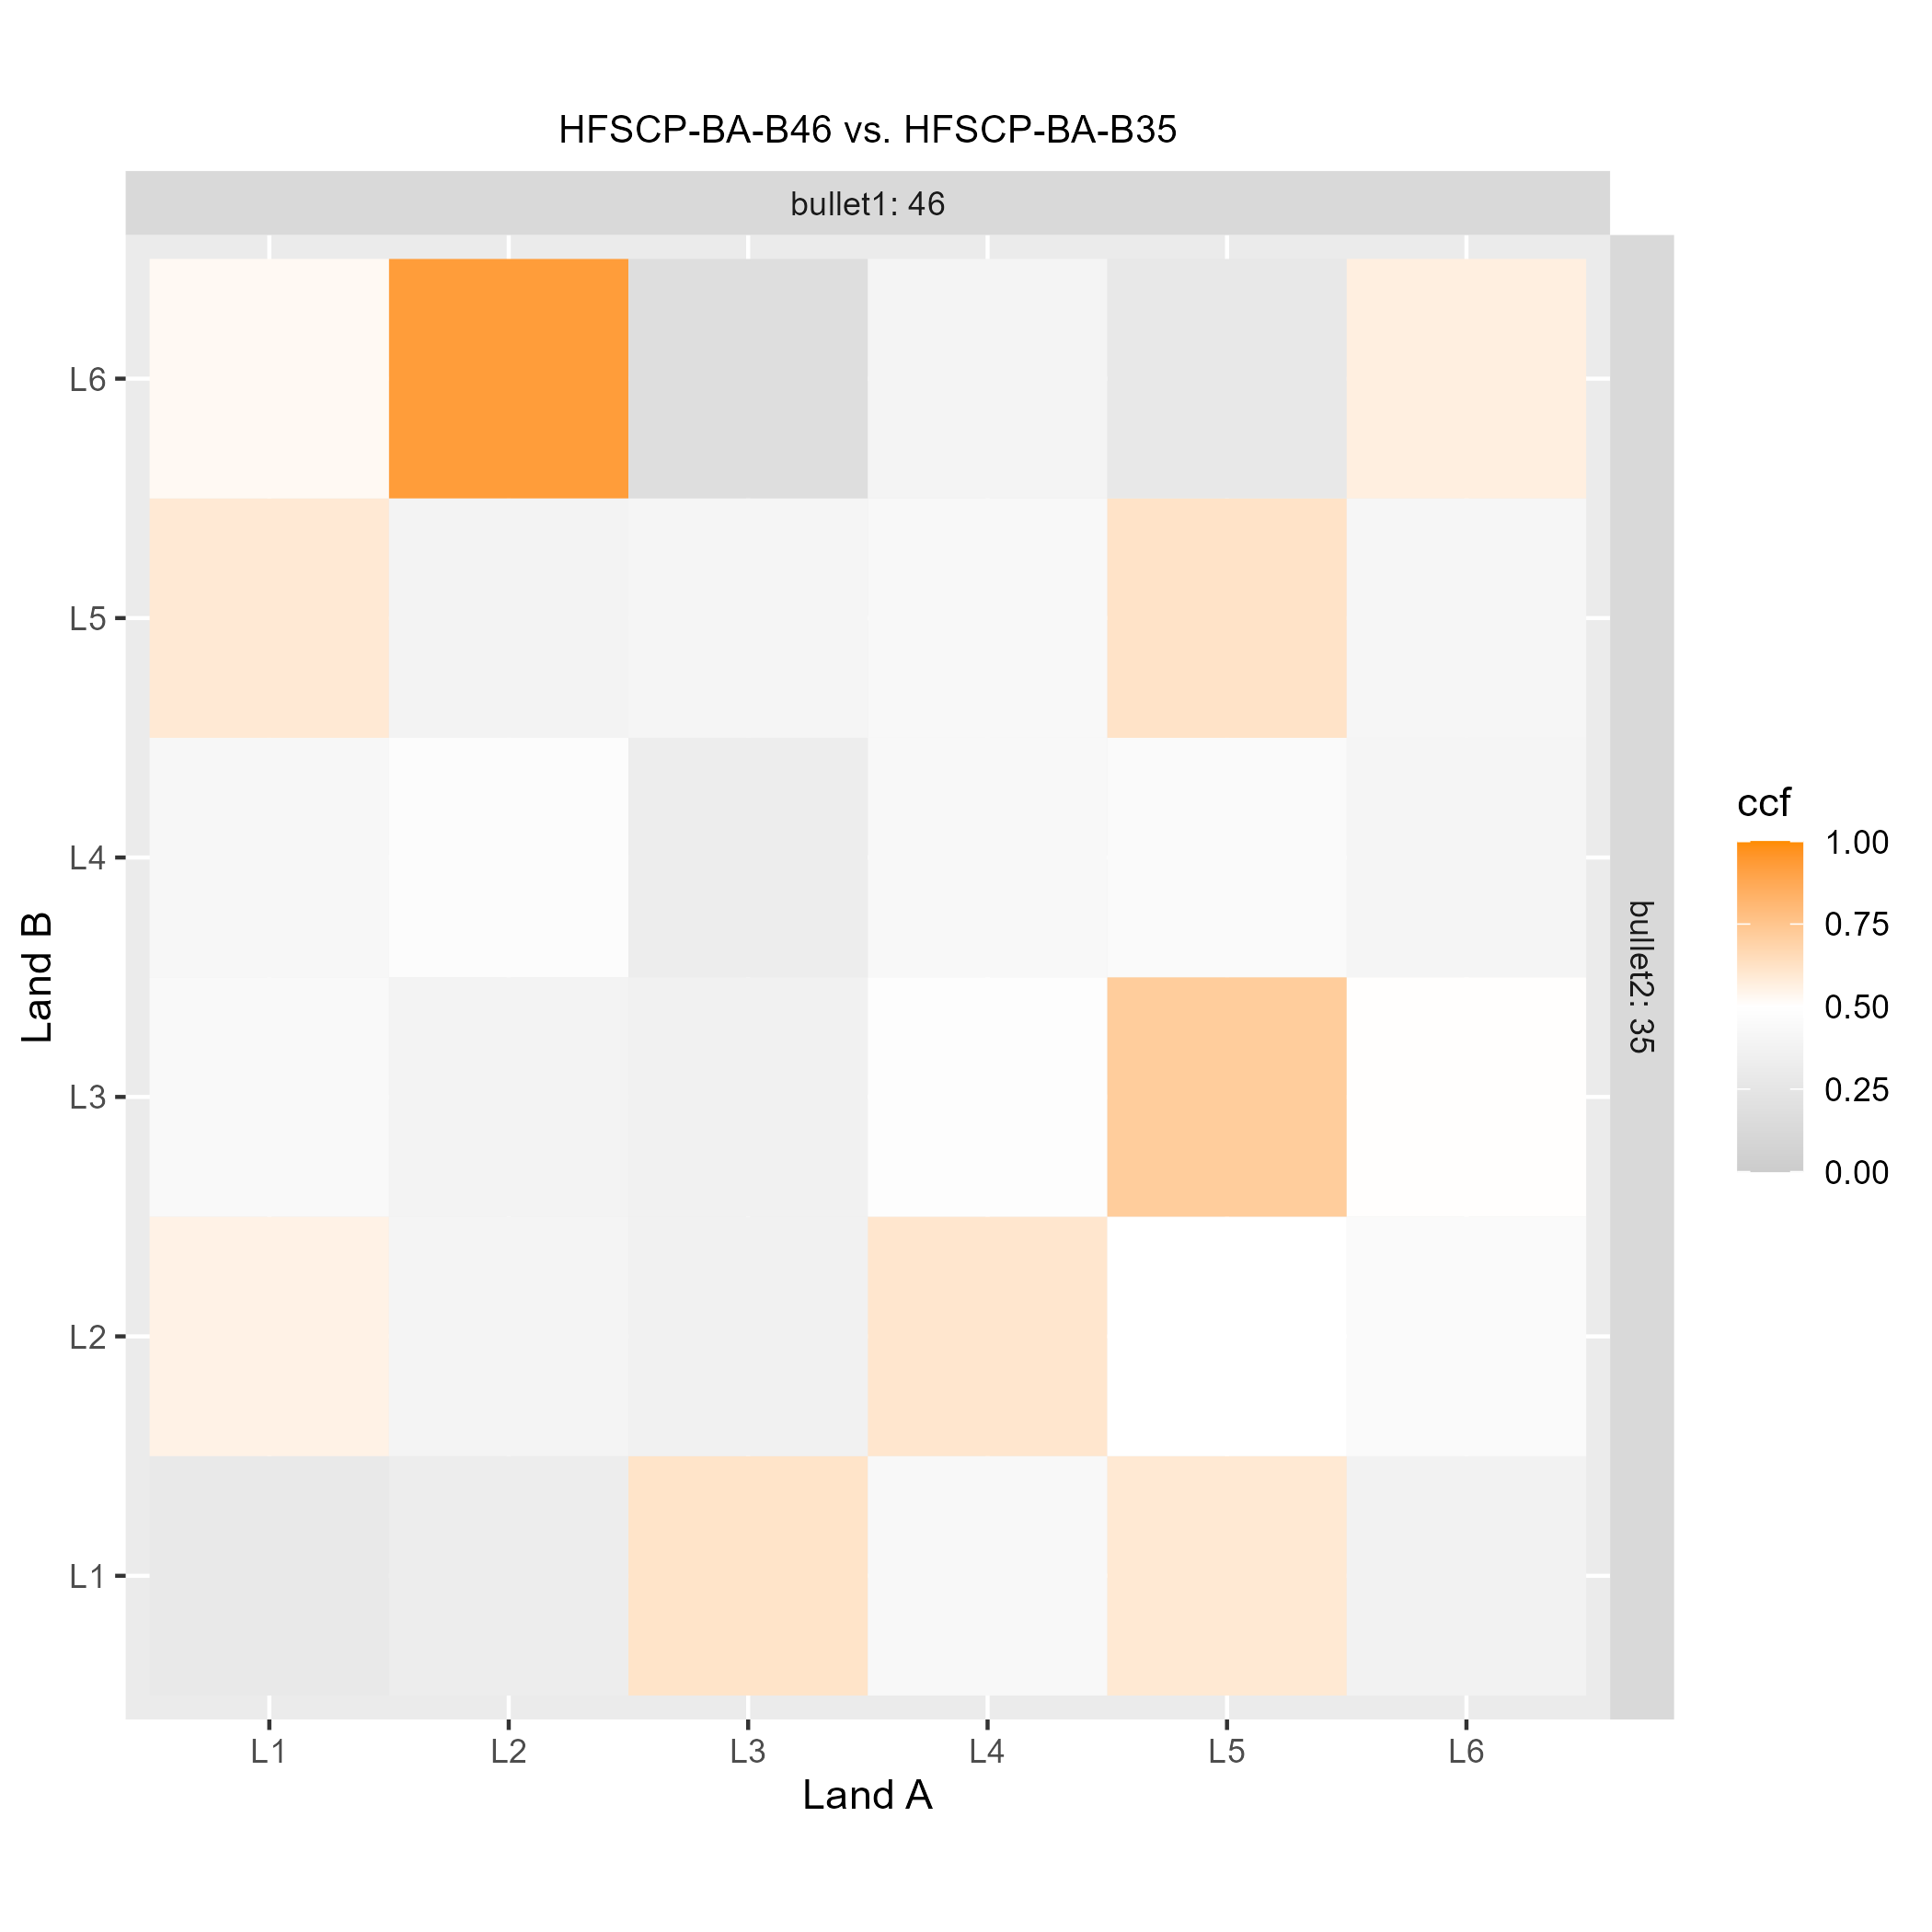 HFSCP-BA-B46 vs. HFSCP-BA-B35
bullet1: 46
L6
L5
L4
L3
L2
L1
Land B
bullet2: 35
L1 L2 L3 L4 L5 L6
Land A
ccf
1.00
0.75
0.50
0.25
0.00